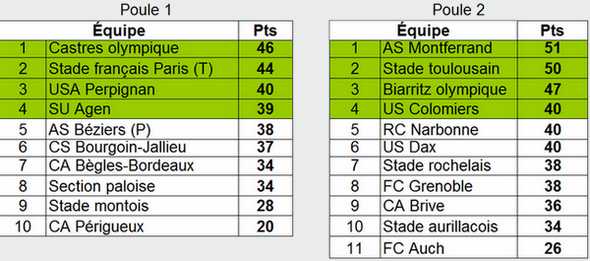 Poule 1
Équipe Pts
1 Castres olympique 46
2 Stade français Paris (T) 44
3 USA Perpignan 40
4 SU Agen 39
5 AS Béziers (P) 38
6 CS Bourgoin-Jallieu 37
7 CA Bègles-Bordeaux 34
8 Section paloise 34
9 Stade montois 28
10 CA Périgueux 20
Poule 2
Équipe Pts
1 AS Montferrand 51
2 Stade toulousain 50
3 Biarritz olympique 47
4 US Colomiers 40
5 RC Narbonne 40
6 US Dax 40
7 Stade rochelais 38
8 FC Grenoble 38
9 CA Brive 36
10 Stade aurillacois 34
11 FC Auch 26